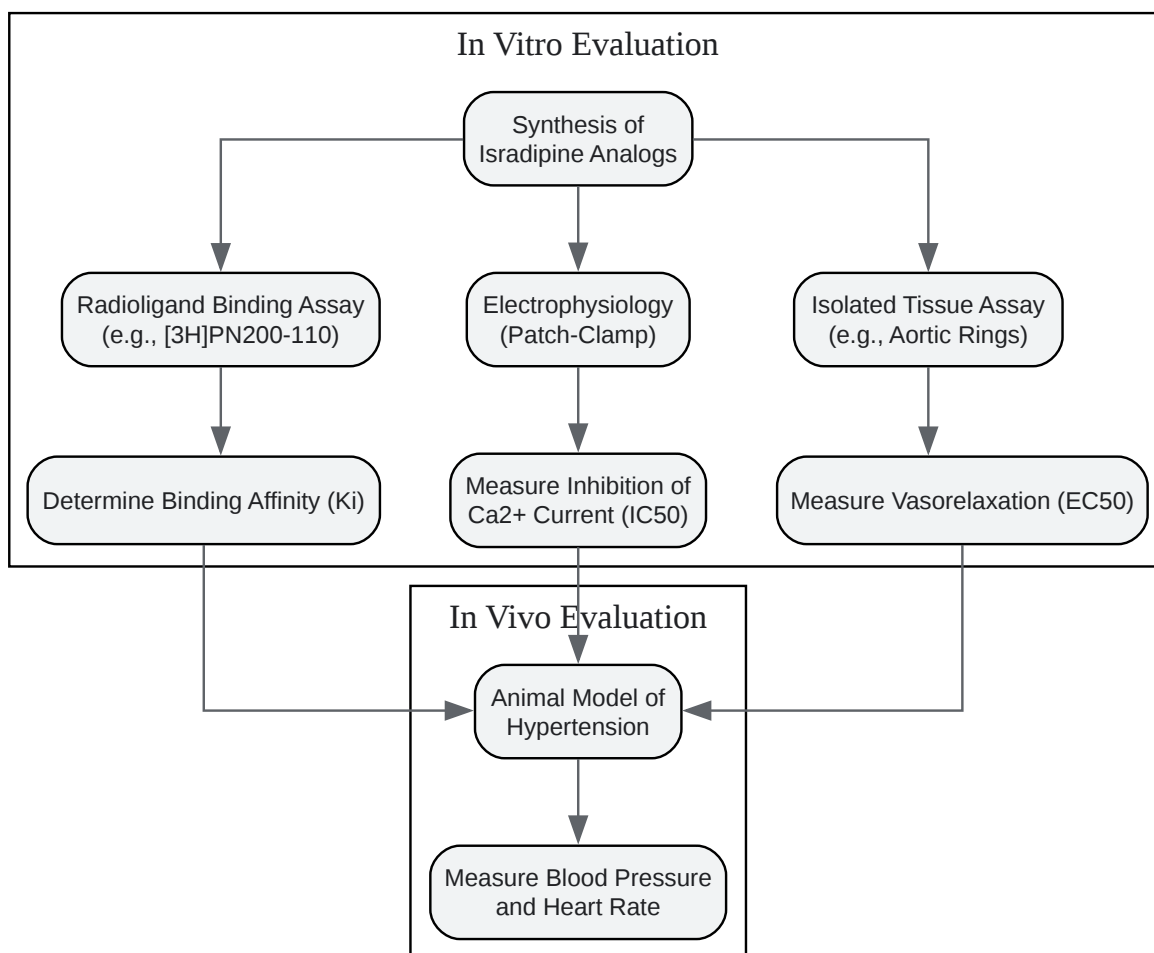 In Vitro Evaluation
Synthesis of
Isradipine Analogs
Radioligand Binding Assay
(e.g., [3H]PN200-110)
Electrophysiology
(Patch-Clamp)
Isolated Tissue Assay
(e.g., Aortic Rings)
Determine Binding Affinity (Ki)
Measure Inhibition of
Ca2+ Current (IC50)
Measure Vasorelaxation (EC50)
In Vivo Evaluation
Animal Model of
Hypertension
Measure Blood Pressure
and Heart Rate